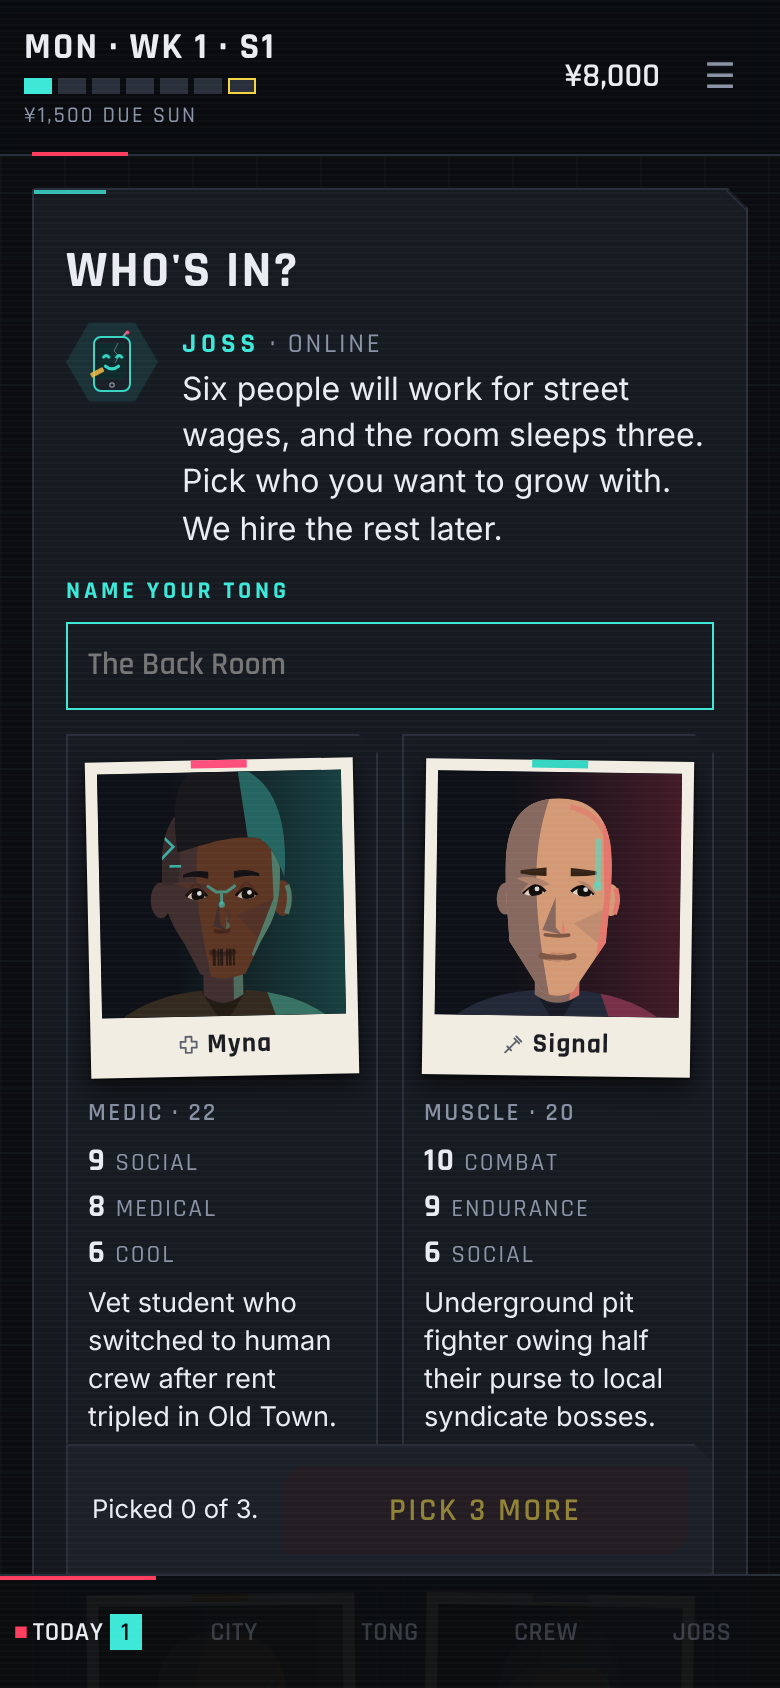 MON · WK 1 · S1
¥1,500 DUE SUN
¥8,000
WHO'S IN?
JOSS · ONLINE
Six people will work for street
wages, and the room sleeps three.
Pick who you want to grow with.
We hire the rest later.
NAME YOUR TONG
The Back Room
Myna
MEDIC · 22
9 SOCIAL
8 MEDICAL
6 COOL
Vet student who
switched to human
crew after rent
tripled in Old Town.
Signal
MUSCLE · 20
10 COMBAT
9 ENDURANCE
6 SOCIAL
Underground pit
fighter owing half
their purse to local
syndicate bosses.
Picked 0 of 3.
PICK 3 MORE
TODAY 1
CITY
TONG
CREW
JOBS